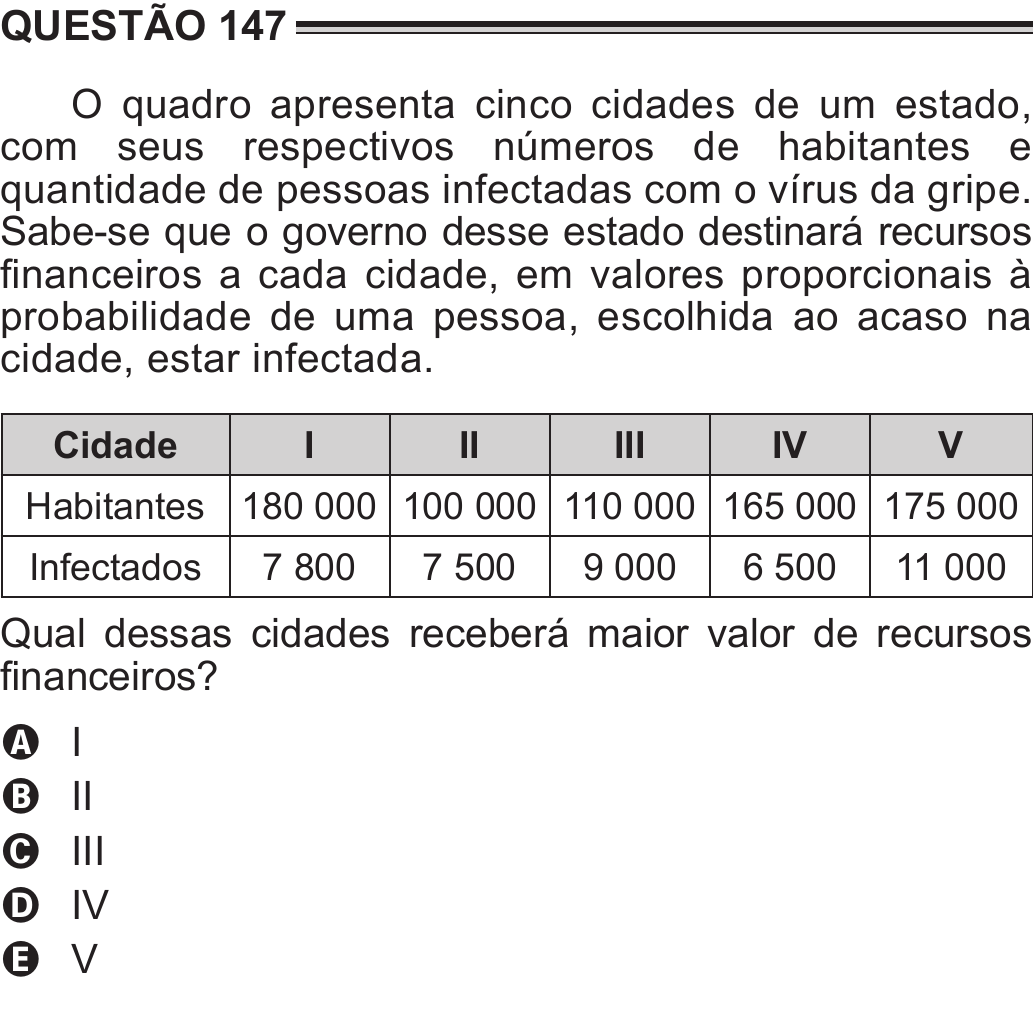 QUESTÃO 147
O quadro apresenta cinco cidades de um estado,
com seus respectivos números de habitantes e
quantidade de pessoas infectadas com o vírus da gripe.
Sabe-se que o governo desse estado destinará recursos
financeiros a cada cidade, em valores proporcionais à
probabilidade de uma pessoa, escolhida ao acaso na
cidade, estar infectada.
Cidade I II III IV V
Habitantes 180 000 100 000 110 000 165 000 175 000
Infectados 7 800 7 500 9 000 6 500 11 000
Qual dessas cidades receberá maior valor de recursos
financeiros?
A I
B II
C III
D IV
E V